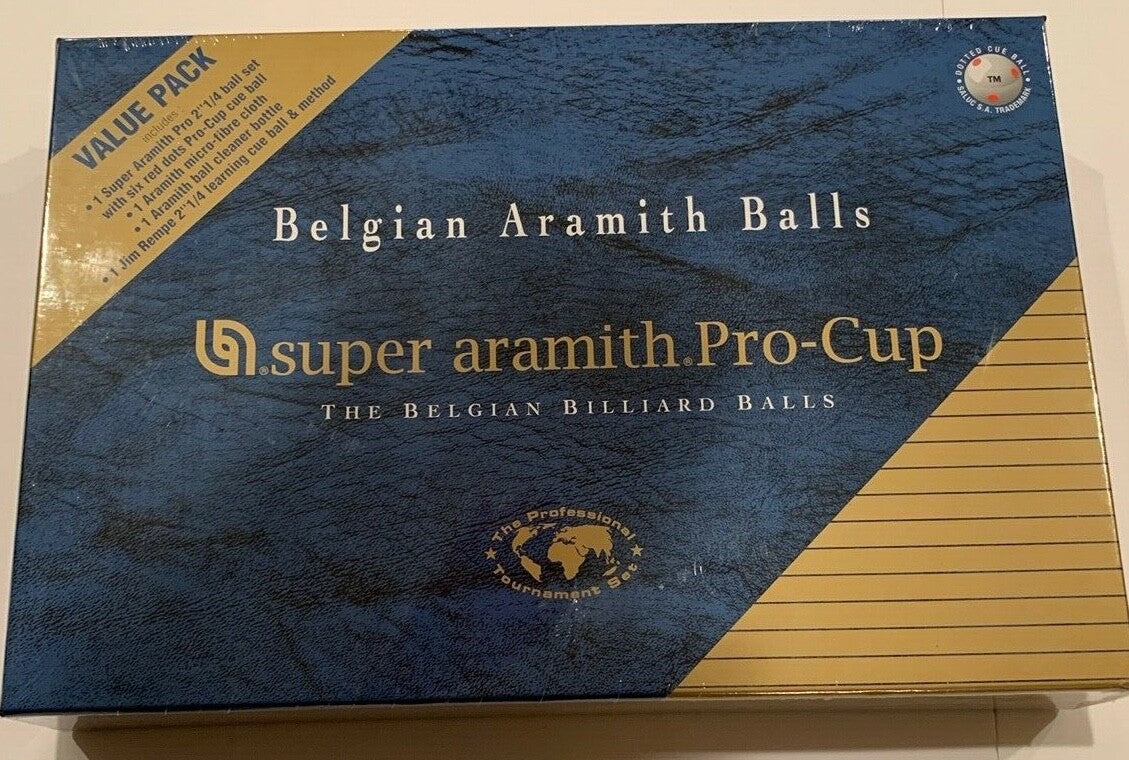 VALUE PACK
includes
• 1 Super Aramith Pro 2"1/4 ball set
with six red dots Pro-Cup cue ball
• 1 Aramith micro-fibre cloth
• 1 Aramith ball cleaner bottle
• 1 Jim Rempe 2"1/4 learning cue ball & method
• DOTTED CUE BALL •
TM
SALUC S.A. TRADEMARK
Belgian Aramith Balls
®super aramith®Pro-Cup
THE BELGIAN BILLIARD BALLS
The Professional
Tournament Set